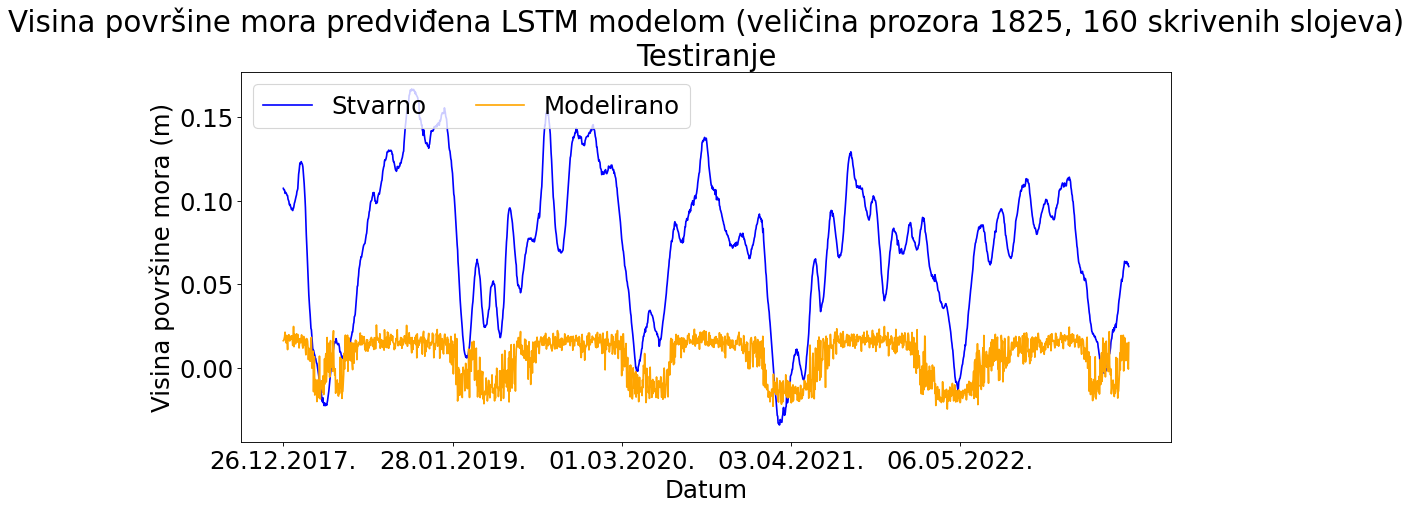 Visina površine mora predviđena LSTM modelom (veličina prozora 1825, 160 skrivenih slojeva)
Testiranje
Stvarno
Modelirano
Visina površine mora (m)
0.15
0.10
0.05
0.00
26.12.2017.
28.01.2019.
01.03.2020.
03.04.2021.
06.05.2022.
Datum